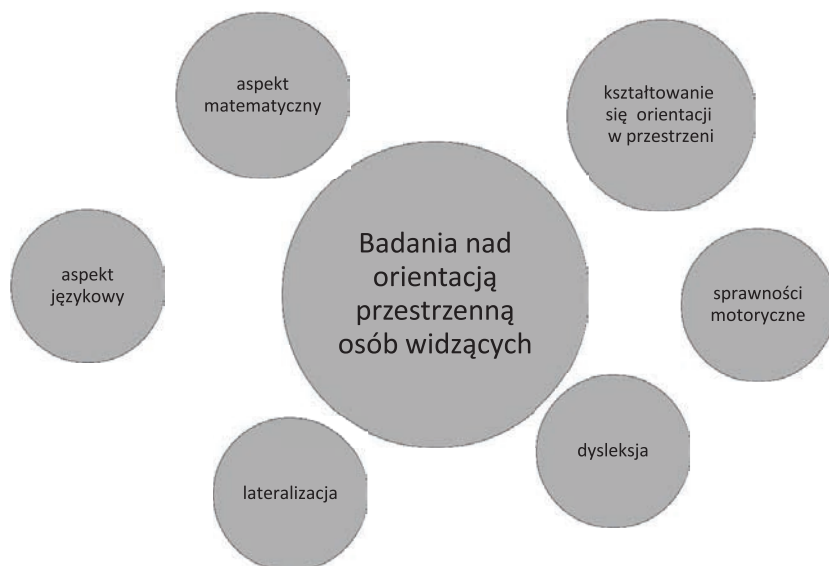 aspekt
matematyczny
kształtowanie
się orientacji
w przestrzeni
Badania nad
orientacją
przestrzenną
osób widzących
aspekt
językowy
sprawności
motoryczne
dysleksja
lateralizacja